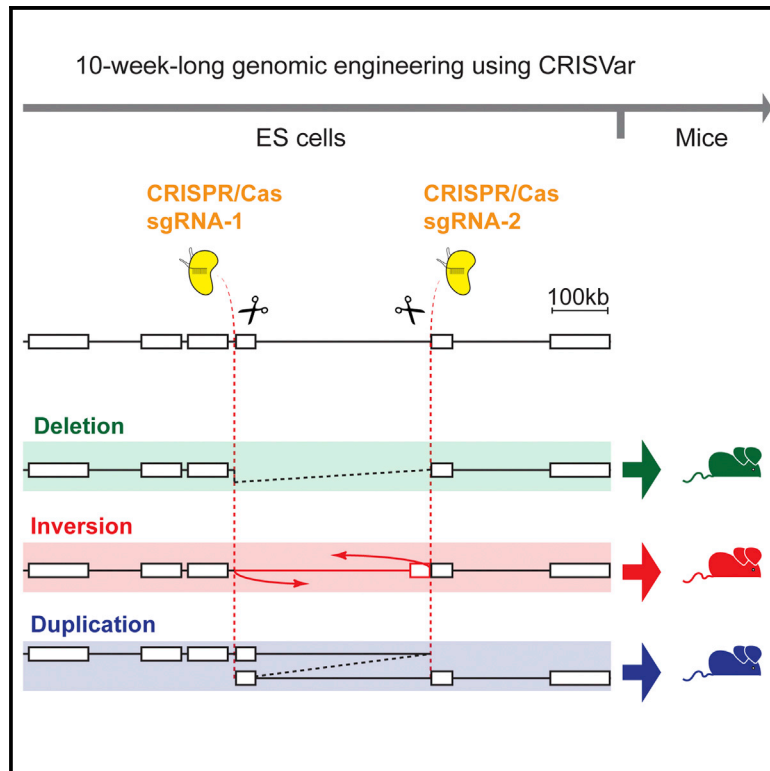 10-week-long genomic engineering using CRISVar
ES cells
Mice
CRISPR/Cas
sgRNA-1
CRISPR/Cas
sgRNA-2
100kb
Deletion
Inversion
Duplication